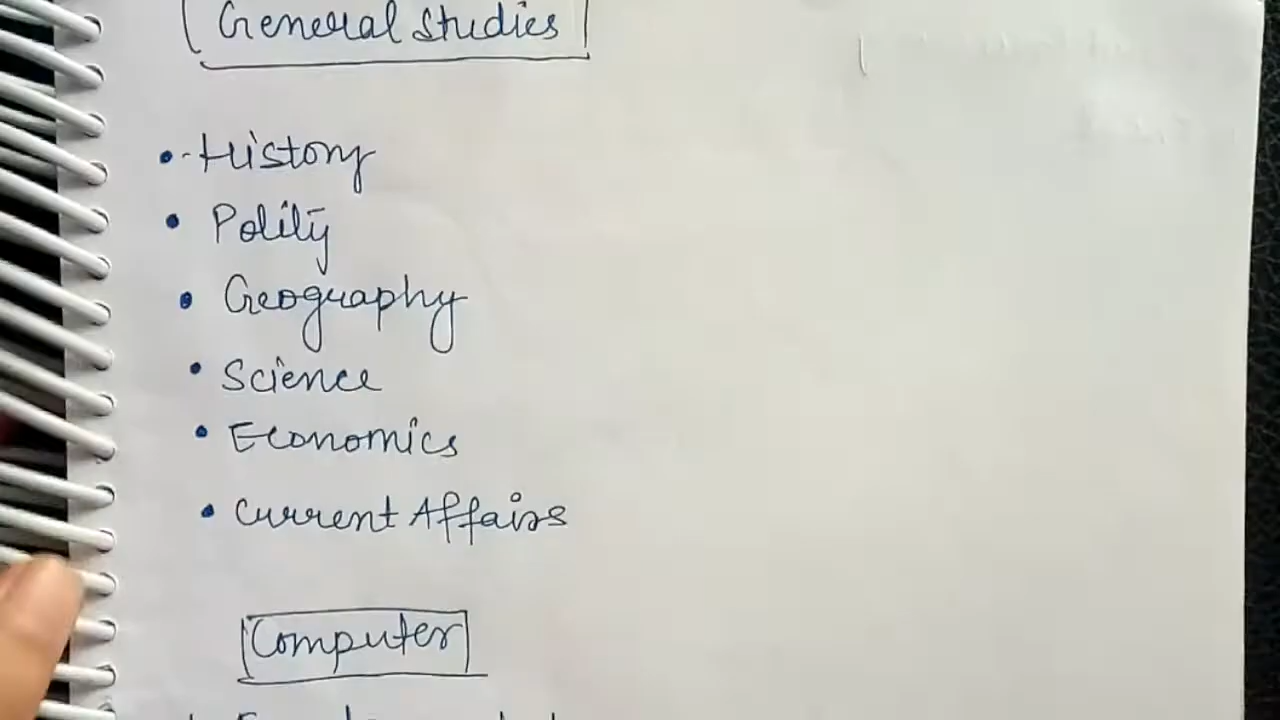 General Studies
• History
• Polity
• Geography
• Science
• Economics
• Current Affairs
Computer